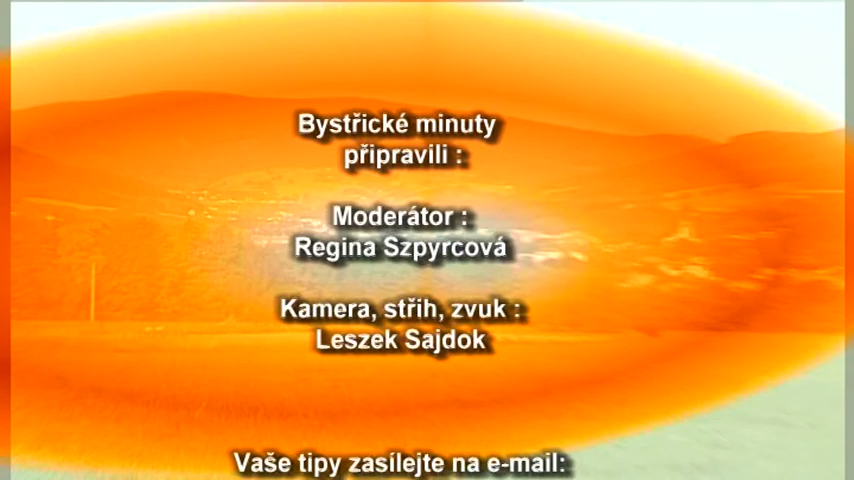 Bystřické minuty
připravili :
Moderátor :
Regina Szpyrcová
Kamera, střih, zvuk :
Leszek Sajdok
Vaše tipy zasílejte na e-mail: